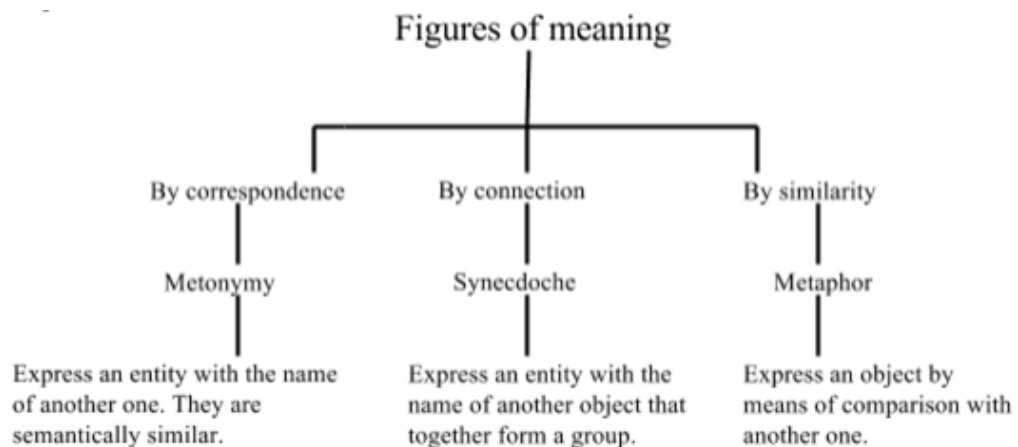 Figures of meaning
By correspondence
By connection
By similarity
Metonymy
Synecdoche
Metaphor
Express an entity with the name
of another one. They are
semantically similar.
Express an entity with the
name of another object that
together form a group.
Express an object by
means of comparison with
another one.